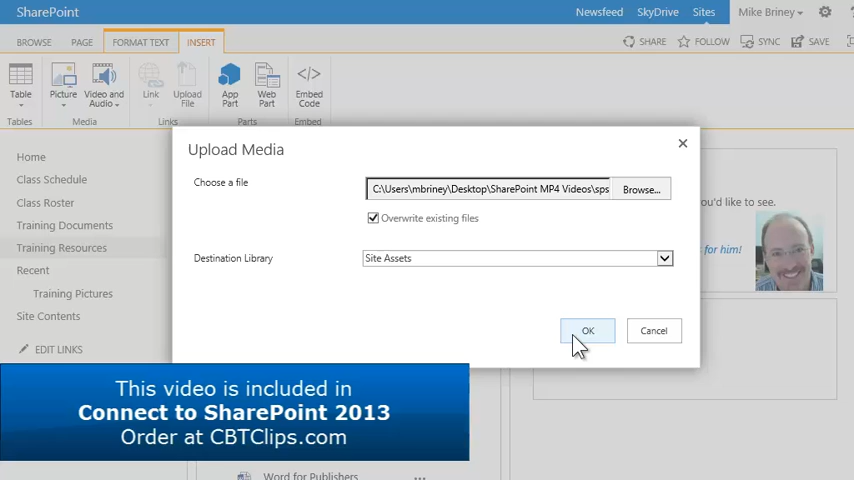 SharePoint
Newsfeed SkyDrive Sites Mike Briney
BROWSE PAGE FORMAT TEXT INSERT
SHARE FOLLOW SYNC SAVE
Table
Picture
Video and Audio
Link
Upload File
App Part
Web Part
Embed Code
Tables Media Links Parts Embed
Upload Media
Choose a file
C:\Users\mbriney\Desktop\SharePoint MP4 Videos\sps
Browse...
Overwrite existing files
Destination Library
Site Assets
OK Cancel
Home
Class Schedule
Class Roster
Training Documents
Training Resources
Recent
Training Pictures
Site Contents
EDIT LINKS
you'd like to see.
for him!
This video is included in
Connect to SharePoint 2013
Order at CBTClips.com
Word for Publishers ...